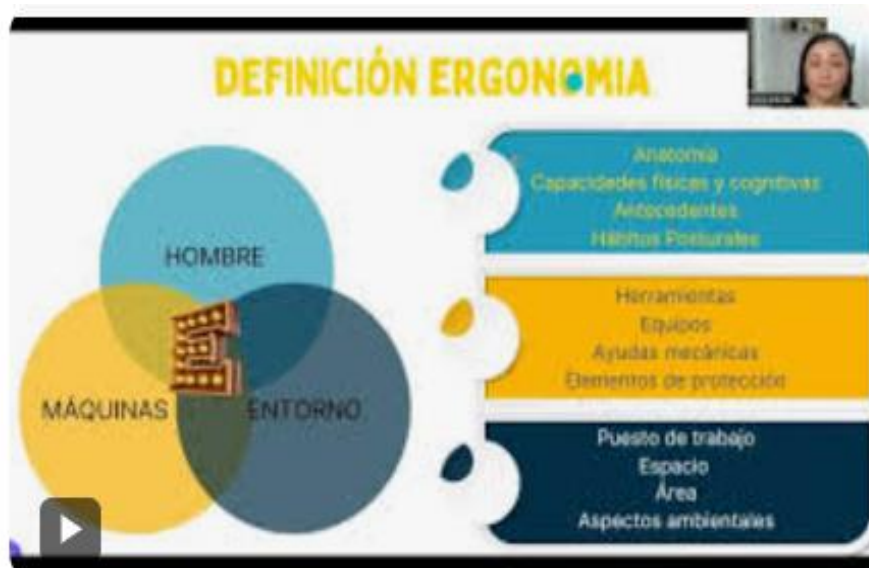 DEFINICIÓN ERGONOMIA
HOMBRE
MÁQUINAS
ENTORNO
E
Anatomía
Capacidades físicas y cognitivas
Antecedentes
Hábitos Posturales
Herramientas
Equipos
Ayudas mecánicas
Elementos de protección
Puesto de trabajo
Espacio
Área
Aspectos ambientales